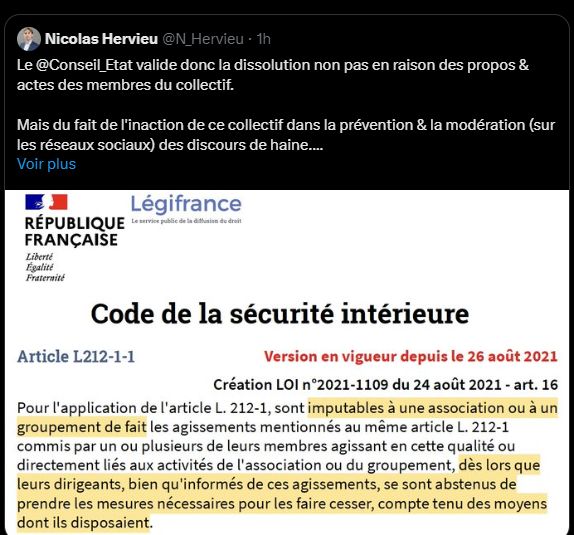 Nicolas Hervieu @N_Hervieu · 1h
Le @Conseil_Etat valide donc la dissolution non pas en raison des propos &
actes des membres du collectif.
Mais du fait de l'inaction de ce collectif dans la prévention & la modération (sur
les réseaux sociaux) des discours de haine....
Voir plus
RÉPUBLIQUE
FRANÇAISE
Liberté
Égalité
Fraternité
Légifrance
Le service public de la diffusion du droit
Code de la sécurité intérieure
Article L212-1-1
Version en vigueur depuis le 26 août 2021
Création LOI n°2021-1109 du 24 août 2021 - art. 16
Pour l'application de l'article L. 212-1, sont imputables à une association ou à un
groupement de fait les agissements mentionnés au même article L. 212-1
commis par un ou plusieurs de leurs membres agissant en cette qualité ou
directement liés aux activités de l'association ou du groupement, dès lors que
leurs dirigeants, bien qu'informés de ces agissements, se sont abstenus de
prendre les mesures nécessaires pour les faire cesser, compte tenu des moyens
dont ils disposaient.